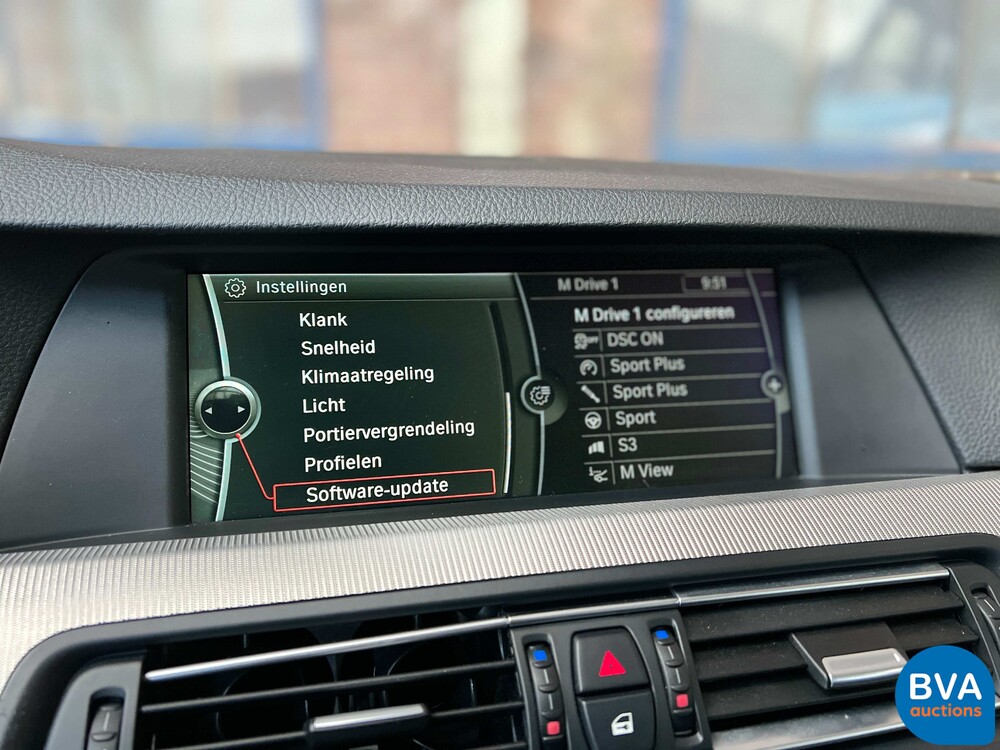 Instellingen
Klank
Snelheid
Klimaatregeling
Licht
Portiervergrendeling
Profielen
Software-update
M Drive 1 9:51
M Drive 1 configureren
DSC ON
Sport Plus
Sport Plus
Sport
S3
M View
BVA
auctions